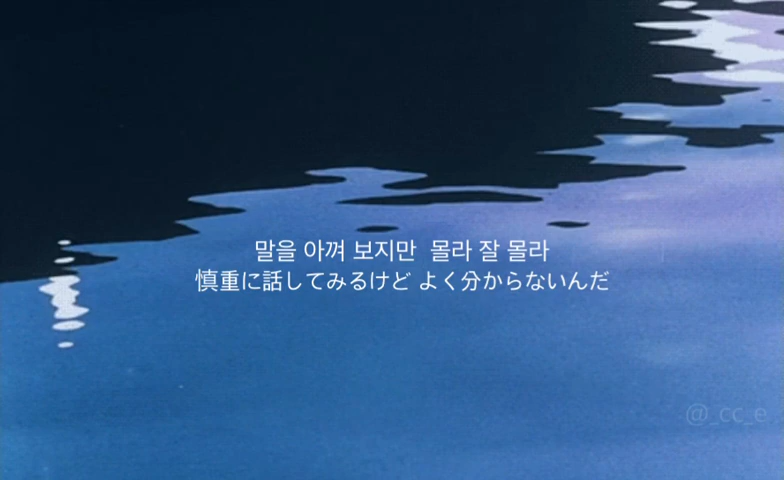 말을 아껴 보지만  몰라 잘 몰라
慎重に話してみるけど よく分からないんだ
@_cc_e